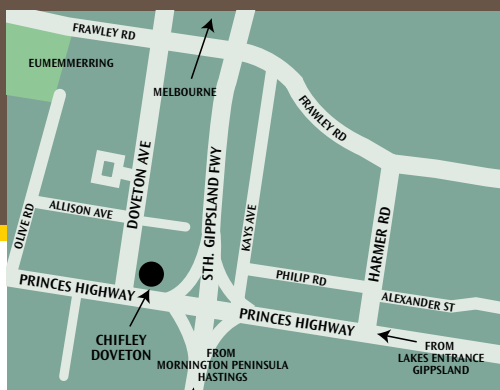 FRAWLEY RD
EUMEMMERRING
MELBOURNE
FRAWLEY RD
DOVETON AVE
STH. GIPPSLAND FWY
KAYS AVE
HARMER RD
OLIVE RD
ALLISON AVE
PHILIP RD
ALEXANDER ST
PRINCES HIGHWAY
PRINCES HIGHWAY
CHIFLEY
DOVETON
FROM
MORNINGTON PENINSULA
HASTINGS
FROM
LAKES ENTRANCE
GIPPSLAND